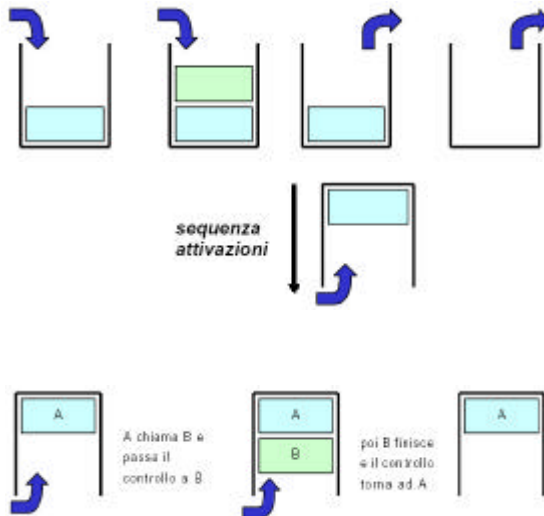 sequenza
attivazioni
A
A chiama B e
passa il
controllo a B
A
B
poi B finisce
e il controllo
torna ad A
A